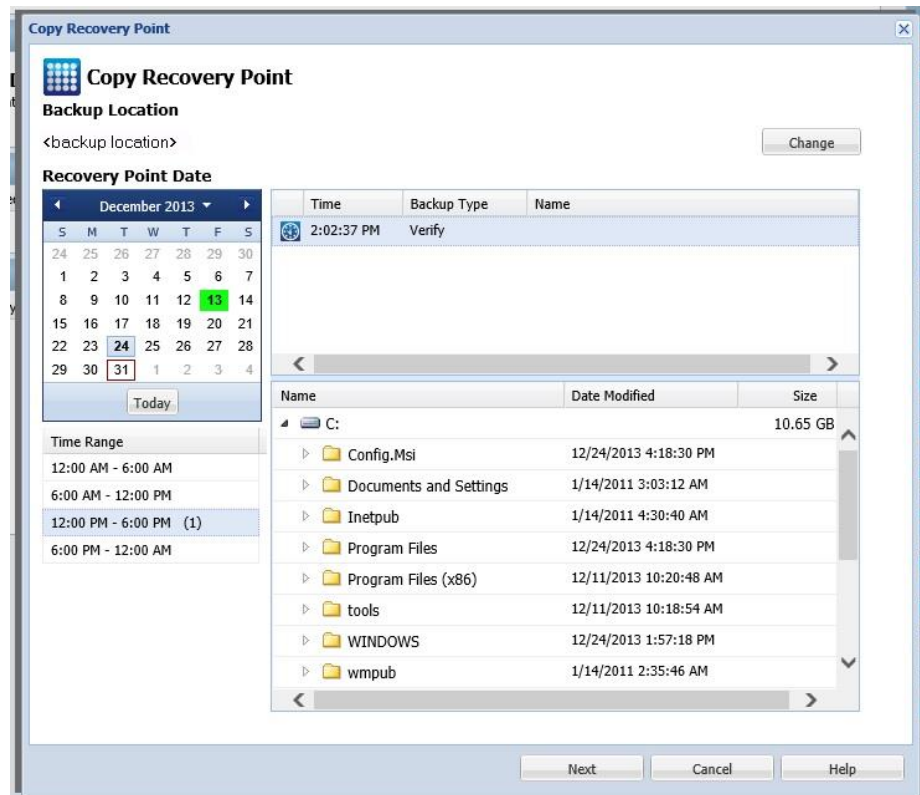 Copy Recovery Point
Copy Recovery Point
Backup Location
<backup location>
Change
Recovery Point Date
December 2013
S M T W T F S
24 25 26 27 28 29 30
1 2 3 4 5 6 7
8 9 10 11 12 13 14
15 16 17 18 19 20 21
22 23 24 25 26 27 28
29 30 31 1 2 3 4
Today
Time Range
12:00 AM - 6:00 AM
6:00 AM - 12:00 PM
12:00 PM - 6:00 PM (1)
6:00 PM - 12:00 AM
Time Backup Type Name
2:02:37 PM Verify
Name Date Modified Size
C: 10.65 GB
Config.Msi 12/24/2013 4:18:30 PM
Documents and Settings 1/14/2011 3:03:12 AM
Inetpub 1/14/2011 4:30:40 AM
Program Files 12/24/2013 4:18:30 PM
Program Files (x86) 12/11/2013 10:20:48 AM
tools 12/11/2013 10:18:54 AM
WINDOWS 12/24/2013 1:57:18 PM
wmpub 1/14/2011 2:35:46 AM
Next Cancel Help